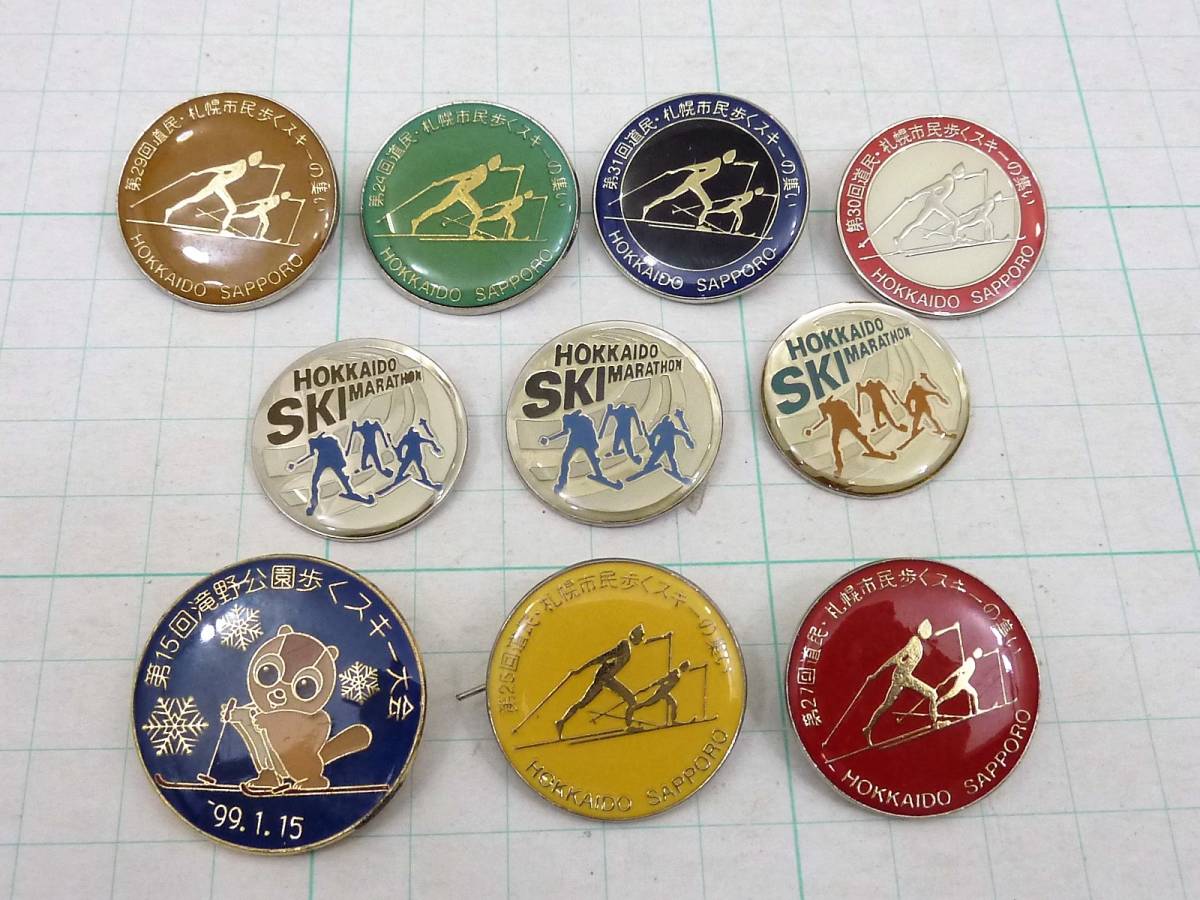 第29回道民・札幌市民歩くスキーの集い
HOKKAIDO SAPPORO
第24回道民・札幌市民歩くスキーの集い
HOKKAIDO SAPPORO
第31回道民・札幌市民歩くスキーの集い
HOKKAIDO SAPPORO
第30回道民・札幌市民歩くスキーの集い
HOKKAIDO SAPPORO
HOKKAIDO
SKI MARATHON
HOKKAIDO
SKI MARATHON
HOKKAIDO
SKI MARATHON
第15回滝野公園歩くスキー大会
'99.1.15
第25回道民・札幌市民歩くスキーの集い
HOKKAIDO SAPPORO
第27回道民・札幌市民歩くスキーの集い
HOKKAIDO SAPPORO